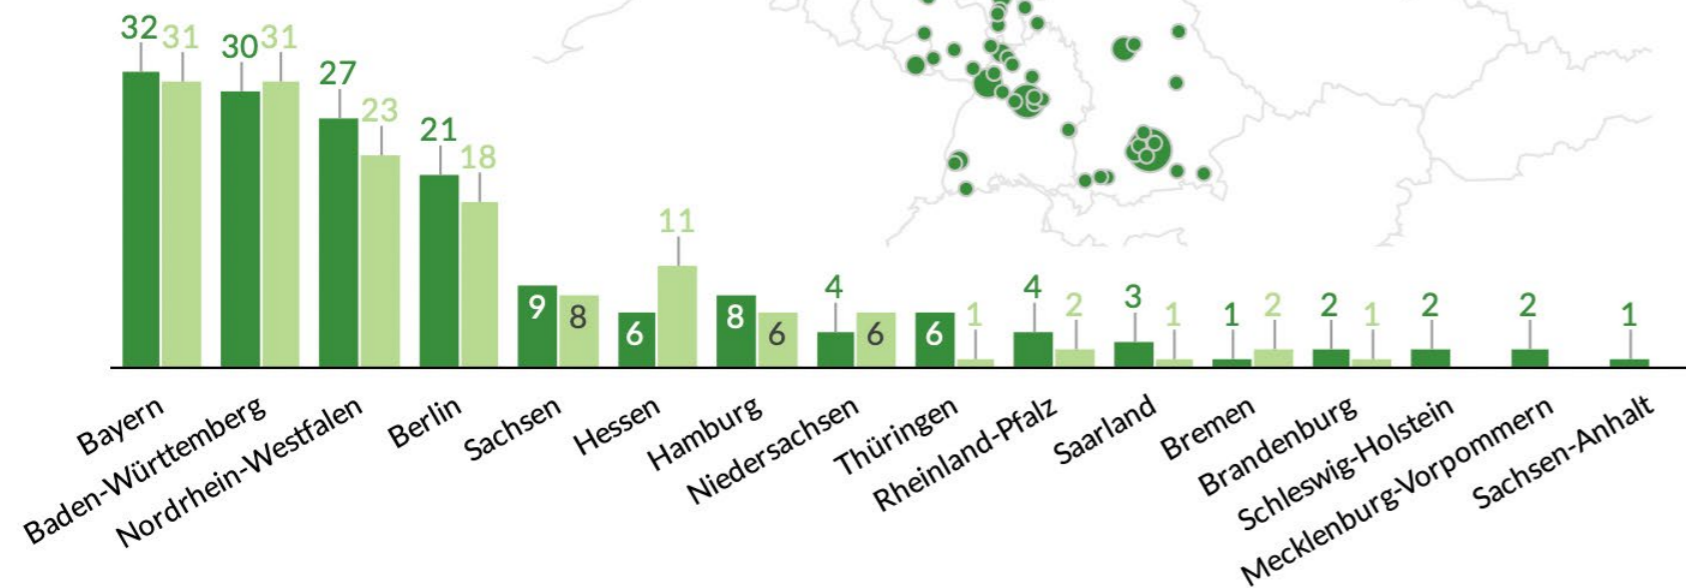 32 31
30 31
27 23
21 18
9 8
6 11
8 6
4 6
6 1
4 2
3 1
1 2
2 1
2
2
1
Bayern
Baden-Württemberg
Nordrhein-Westfalen
Berlin
Sachsen
Hessen
Hamburg
Niedersachsen
Thüringen
Rheinland-Pfalz
Saarland
Bremen
Brandenburg
Schleswig-Holstein
Mecklenburg-Vorpommern
Sachsen-Anhalt